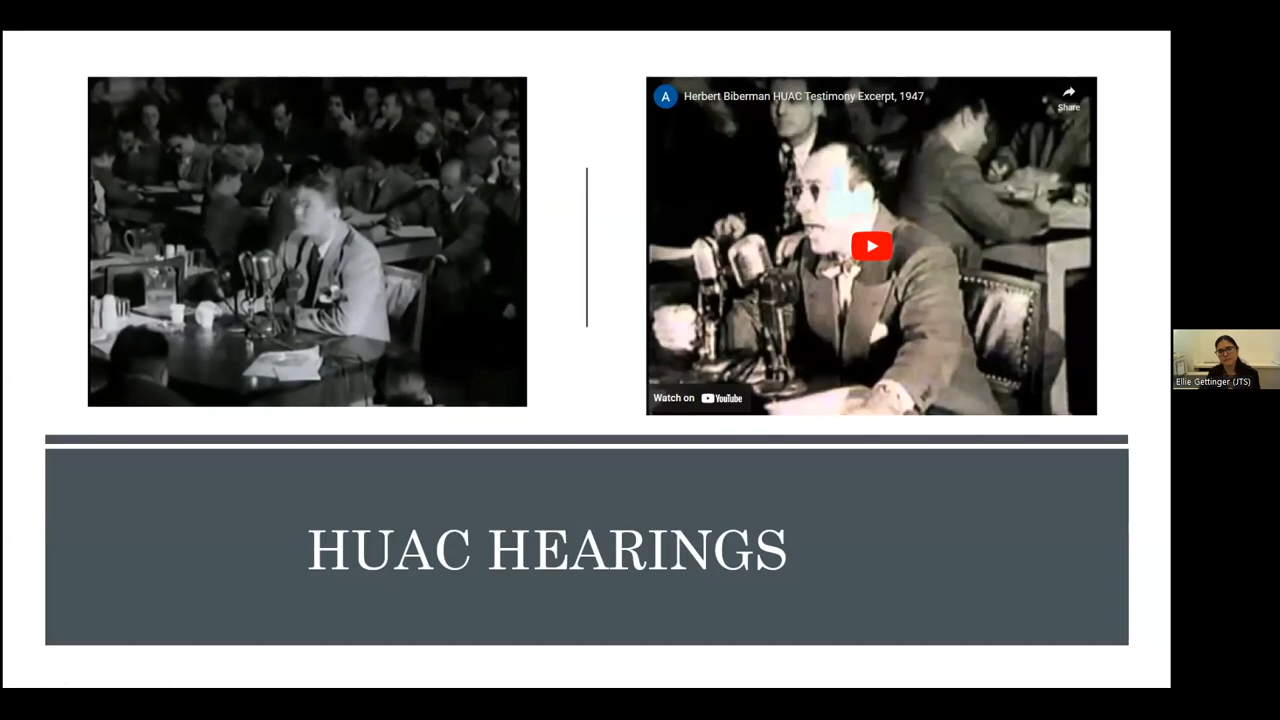 A
Herbert Biberman HUAC Testimony Excerpt, 1947
Share
Watch on YouTube
Ellie Gettinger (JTS)
HUAC HEARINGS